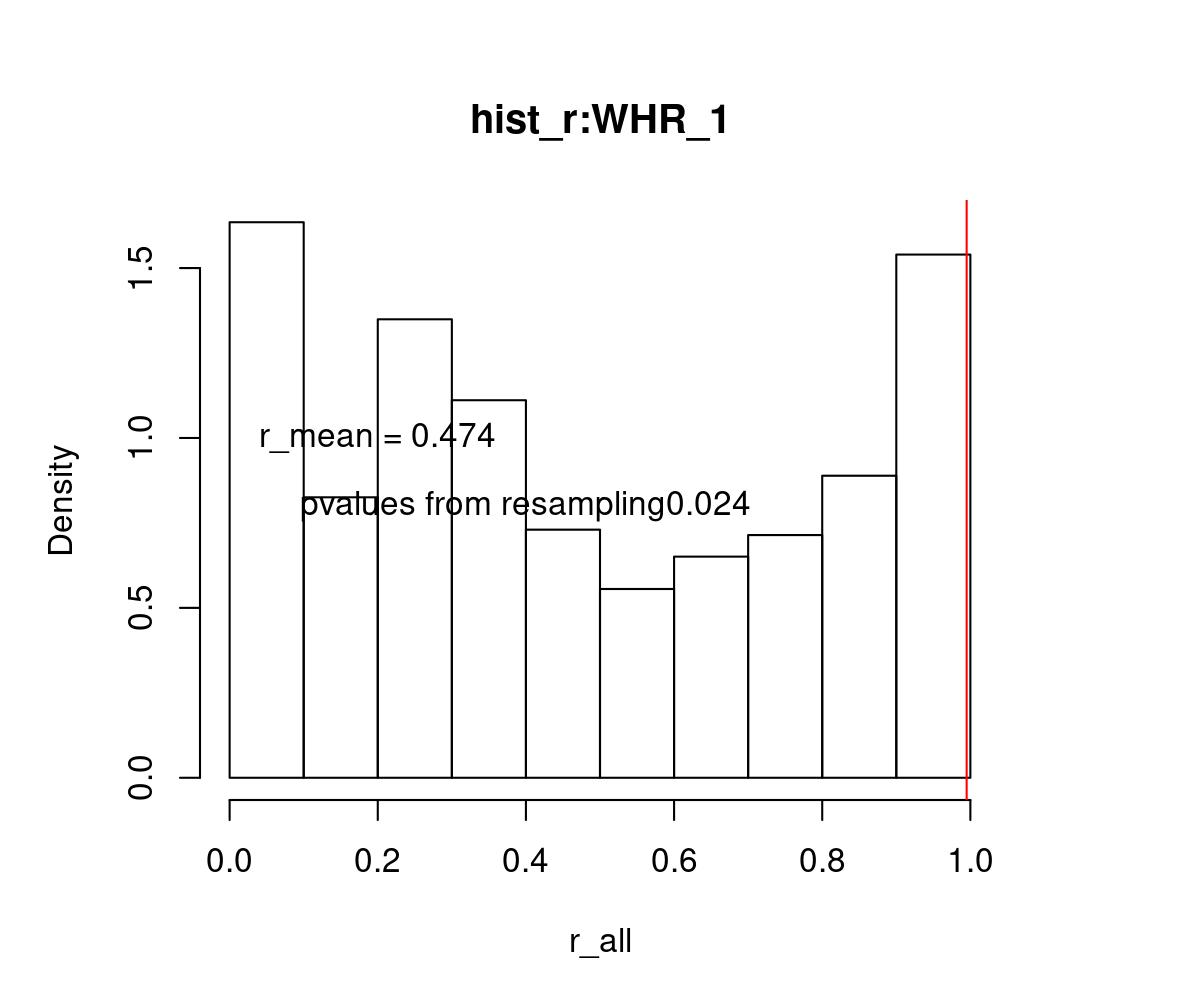 hist_r:WHR_1
Density
1.5
1.0
0.5
0.0
r_mean = 0.474
pvalues from resampling0.024
0.0 0.2 0.4 0.6 0.8 1.0
r_all